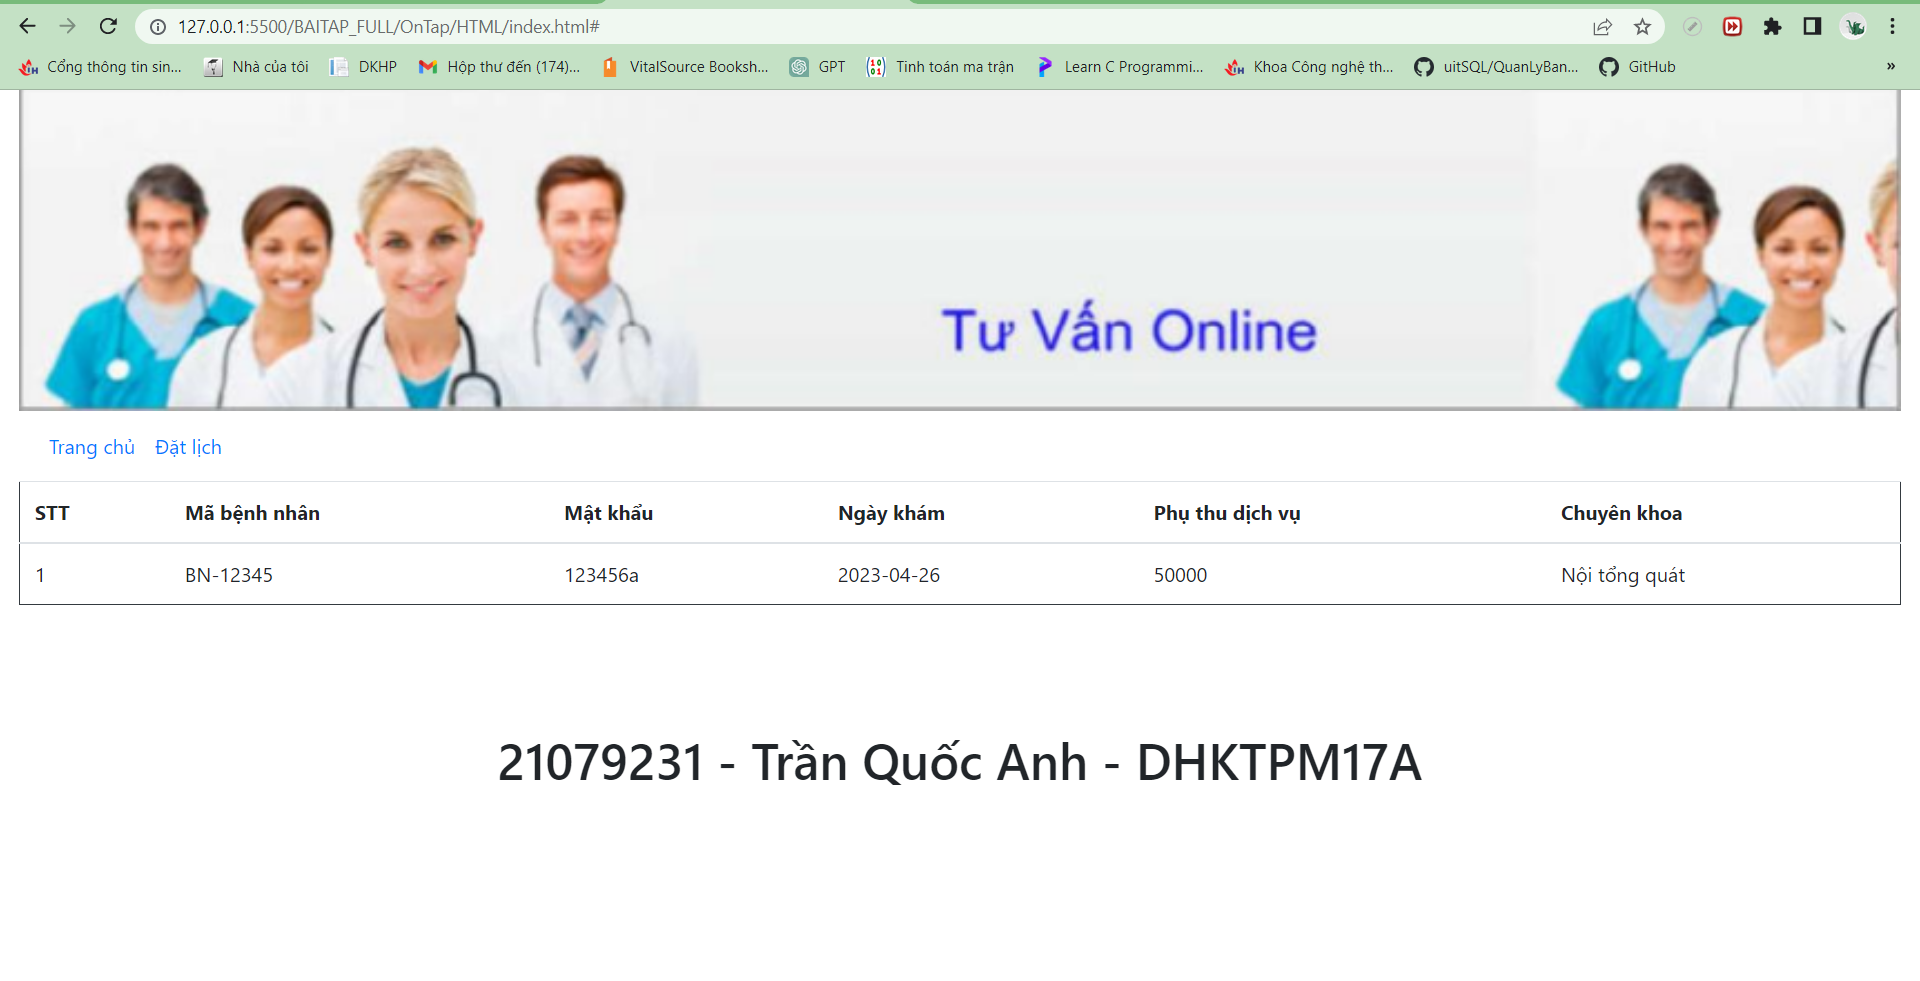 127.0.0.1:5500/BAITAP_FULL/OnTap/HTML/index.html#
Cổng thông tin sin... Nhà của tôi DKHP Hộp thư đến (174)... VitalSource Booksh... GPT Tinh toán ma trận Learn C Programmi... Khoa Công nghệ th... uitSQL/QuanLyBan... GitHub »
Tư Vấn Online
Trang chủ Đặt lịch
STT Mã bệnh nhân Mật khẩu Ngày khám Phụ thu dịch vụ Chuyên khoa
1 BN-12345 123456a 2023-04-26 50000 Nội tổng quát
21079231 - Trần Quốc Anh - DHKTPM17A